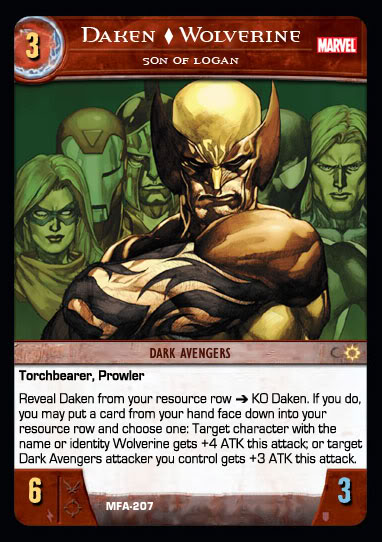 3
DAKEN ♦ WOLVERINE
SON OF LOGAN
MARVEL
DARK AVENGERS
C
Torchbearer, Prowler
Reveal Daken from your resource row ➔ KO Daken. If you do,
you may put a card from your hand face down into your
resource row and choose one: Target character with the
name or identity Wolverine gets +4 ATK this attack; or target
Dark Avengers attacker you control gets +3 ATK this attack.
6
MFA-207
3